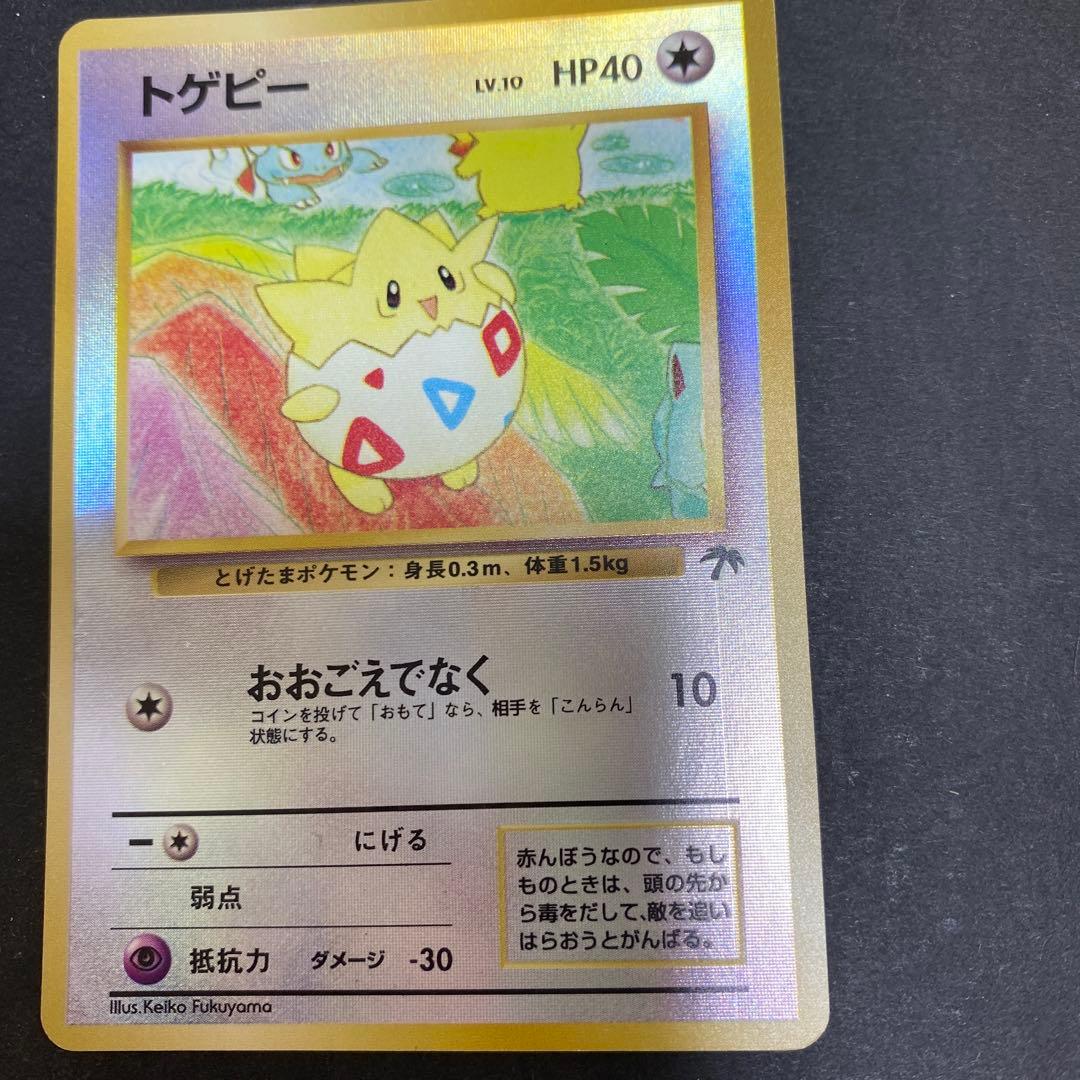 トゲピー LV.10 HP40
とげたまポケモン：身長0.3m、体重1.5kg
おおごえでなく 10
コインを投げて「おもて」なら、相手を「こんらん」
状態にする。
− にげる
弱点
抵抗力 ダメージ -30
赤んぼうなので、もし
ものときは、頭の先か
ら毒をだして、敵を追い
はらおうとがんばる。
Illus.Keiko Fukuyama